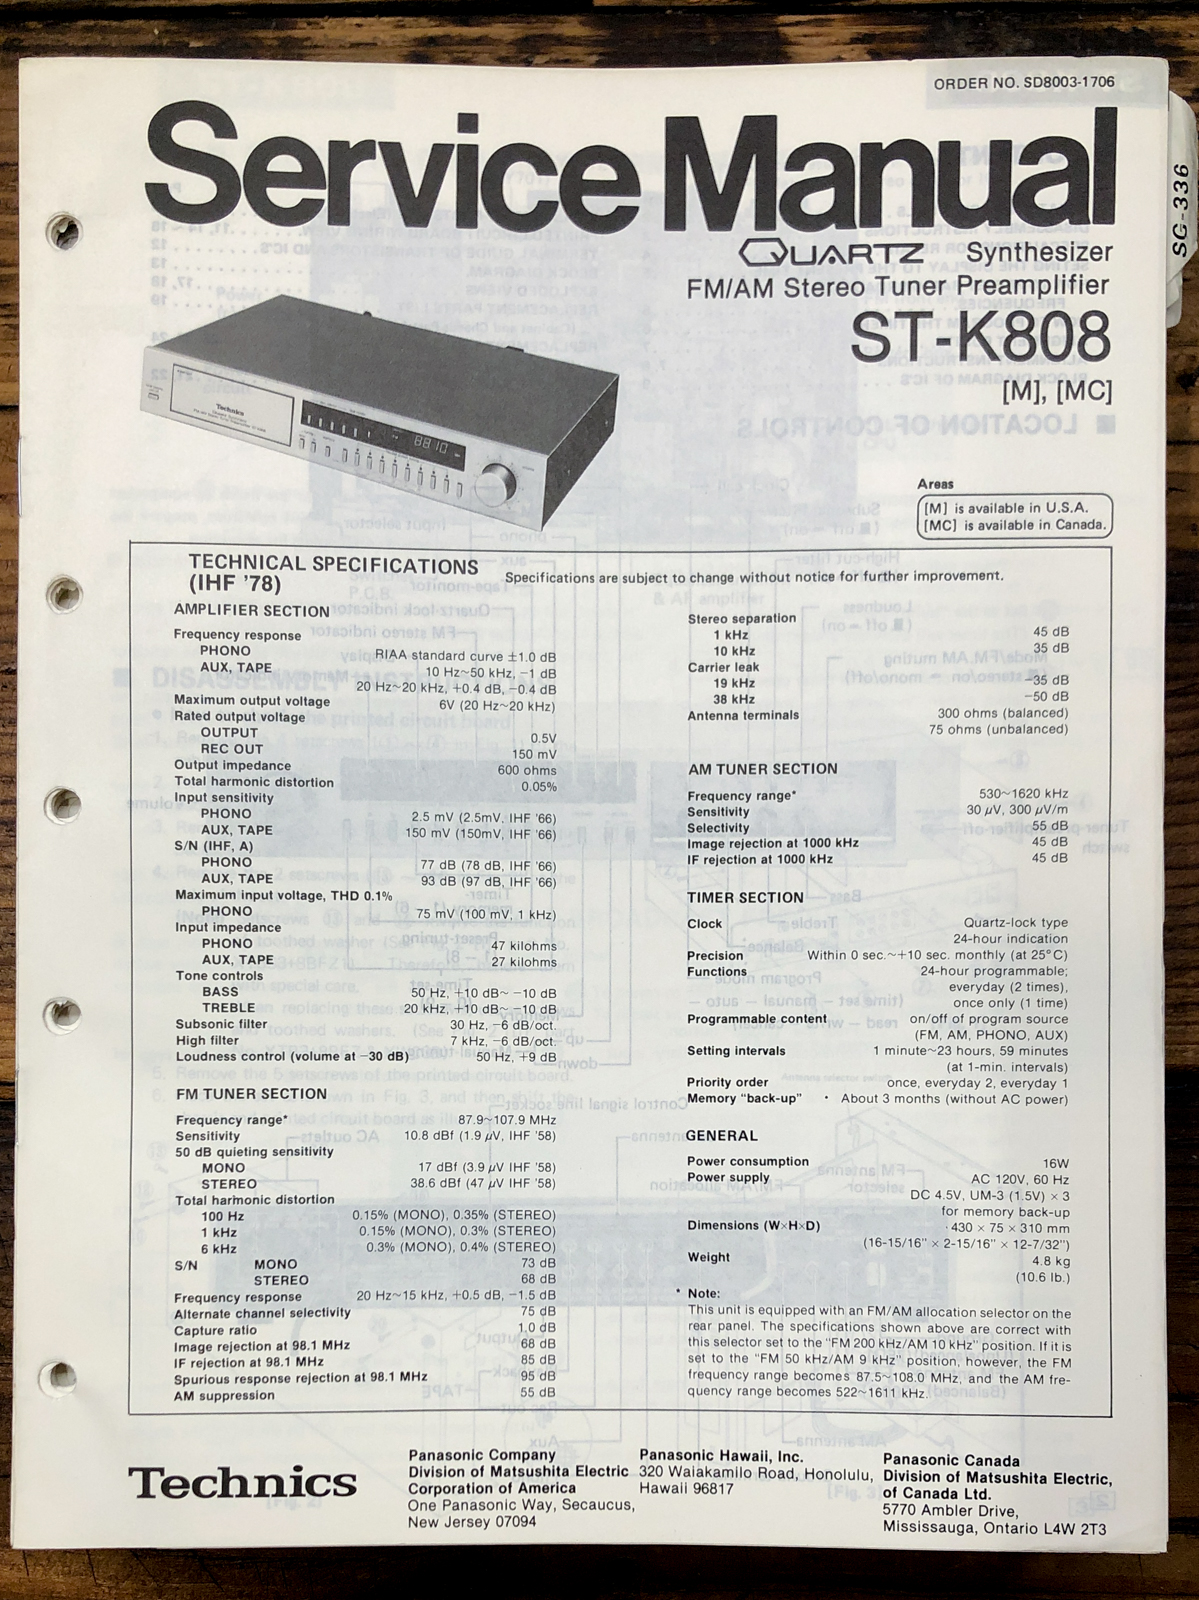 ORDER NO. SD8003-1706
Service Manual
SG-336
QUARTZ Synthesizer
FM/AM Stereo Tuner Preamplifier
ST-K808
[M], [MC]
Technics
8810
Areas
[M] is available in U.S.A.
[MC] is available in Canada.
TECHNICAL SPECIFICATIONS
(IHF '78)
Specifications are subject to change without notice for further improvement.
AMPLIFIER SECTION
Frequency response
PHONO RIAA standard curve ±1.0 dB
AUX, TAPE 10 Hz~50 kHz, −1 dB
20 Hz~20 kHz, +0.4 dB, −0.4 dB
Maximum output voltage 6V (20 Hz~20 kHz)
Rated output voltage
OUTPUT 0.5V
REC OUT 150 mV
Output impedance 600 ohms
Total harmonic distortion 0.05%
Input sensitivity
PHONO 2.5 mV (2.5mV, IHF '66)
AUX, TAPE 150 mV (150mV, IHF '66)
S/N (IHF, A)
PHONO 77 dB (78 dB, IHF '66)
AUX, TAPE 93 dB (97 dB, IHF '66)
Maximum input voltage, THD 0.1%
PHONO 75 mV (100 mV, 1 kHz)
Input impedance
PHONO 47 kilohms
AUX, TAPE 27 kilohms
Tone controls
BASS 50 Hz, +10 dB~ −10 dB
TREBLE 20 kHz, +10 dB~ −10 dB
Subsonic filter 30 Hz, −6 dB/oct.
High filter 7 kHz, −6 dB/oct.
Loudness control (volume at −30 dB) 50 Hz, +9 dB
FM TUNER SECTION
Frequency range* 87.9~107.9 MHz
Sensitivity 10.8 dBf (1.9 μV, IHF '58)
50 dB quieting sensitivity
MONO 17 dBf (3.9 μV IHF '58)
STEREO 38.6 dBf (47 μV IHF '58)
Total harmonic distortion
100 Hz 0.15% (MONO), 0.35% (STEREO)
1 kHz 0.15% (MONO), 0.3% (STEREO)
6 kHz 0.3% (MONO), 0.4% (STEREO)
S/N MONO 73 dB
STEREO 68 dB
Frequency response 20 Hz~15 kHz, +0.5 dB, −1.5 dB
Alternate channel selectivity 75 dB
Capture ratio 1.0 dB
Image rejection at 98.1 MHz 68 dB
IF rejection at 98.1 MHz 85 dB
Spurious response rejection at 98.1 MHz 95 dB
AM suppression 55 dB
Stereo separation
1 kHz 45 dB
10 kHz 35 dB
Carrier leak
19 kHz −35 dB
38 kHz −50 dB
Antenna terminals 300 ohms (balanced)
75 ohms (unbalanced)
AM TUNER SECTION
Frequency range* 530~1620 kHz
Sensitivity 30 μV, 300 μV/m
Selectivity 55 dB
Image rejection at 1000 kHz 45 dB
IF rejection at 1000 kHz 45 dB
TIMER SECTION
Clock Quartz-lock type
24-hour indication
Precision Within 0 sec.~+10 sec. monthly (at 25°C)
Functions 24-hour programmable;
everyday (2 times),
once only (1 time)
Programmable content on/off of program source
(FM, AM, PHONO, AUX)
Setting intervals 1 minute~23 hours, 59 minutes
(at 1-min. intervals)
Priority order once, everyday 2, everyday 1
Memory "back-up" About 3 months (without AC power)
GENERAL
Power consumption 16W
Power supply AC 120V, 60 Hz
DC 4.5V, UM-3 (1.5V) × 3
for memory back-up
Dimensions (W×H×D) 430 × 75 × 310 mm
(16-15/16" × 2-15/16" × 12-7/32")
Weight 4.8 kg
(10.6 lb.)
* Note:
This unit is equipped with an FM/AM allocation selector on the
rear panel. The specifications shown above are correct with
this selector set to the "FM 200 kHz/AM 10 kHz" position. If it is
set to the "FM 50 kHz/AM 9 kHz" position, however, the FM
frequency range becomes 87.5~108.0 MHz, and the AM fre-
quency range becomes 522~1611 kHz.
Technics
Panasonic Company
Division of Matsushita Electric
Corporation of America
One Panasonic Way, Secaucus,
New Jersey 07094
Panasonic Hawaii, Inc.
320 Waiakamilo Road, Honolulu,
Hawaii 96817
Panasonic Canada
Division of Matsushita Electric,
of Canada Ltd.
5770 Ambler Drive,
Mississauga, Ontario L4W 2T3